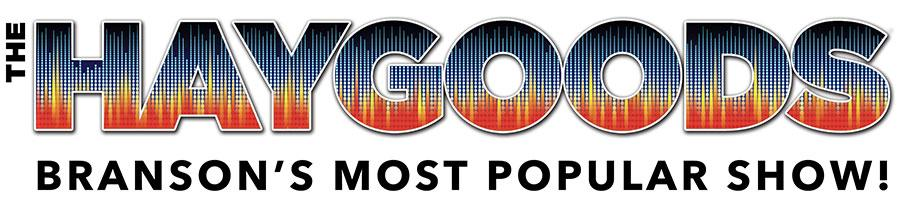 THE HAYGOODS
BRANSON'S MOST POPULAR SHOW!